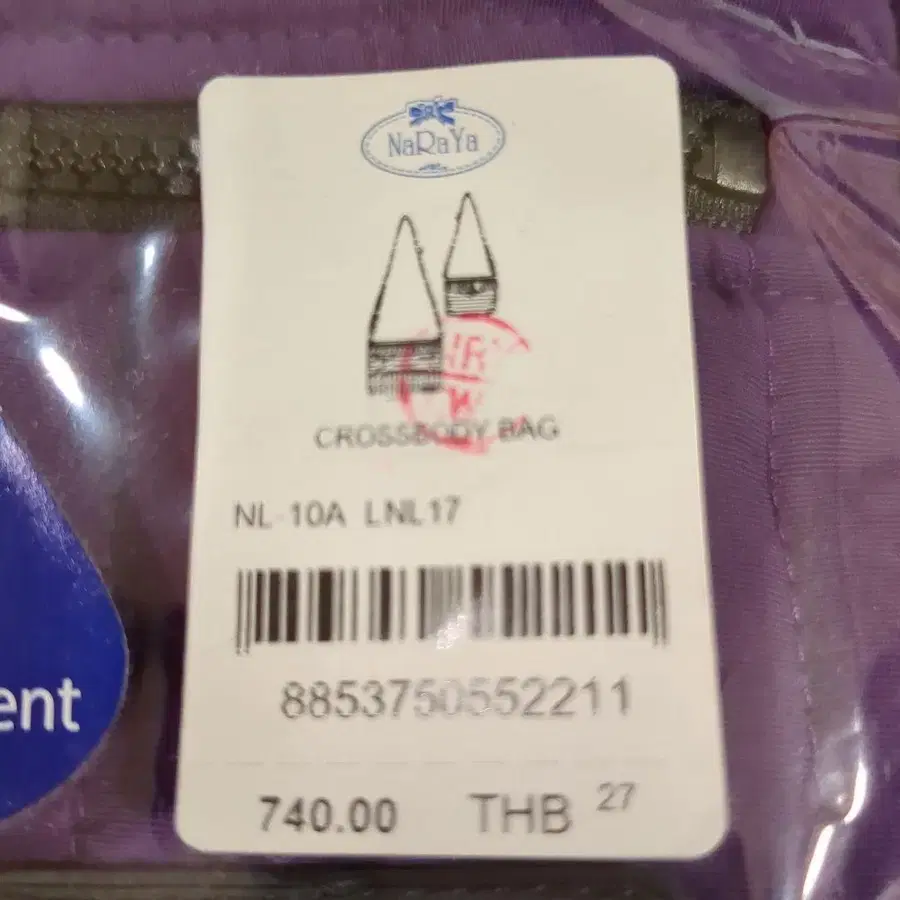 NaRaYa
CROSSBODY BAG
NL-10A LNL17
8853750552211
740.00 THB 27
ent